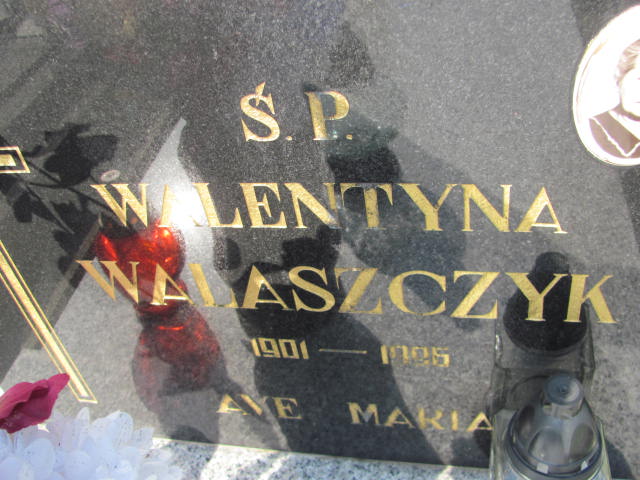 Ś. P.
WALENTYNA
WALASZCZYK
1901 — 1995
AVE MARIA